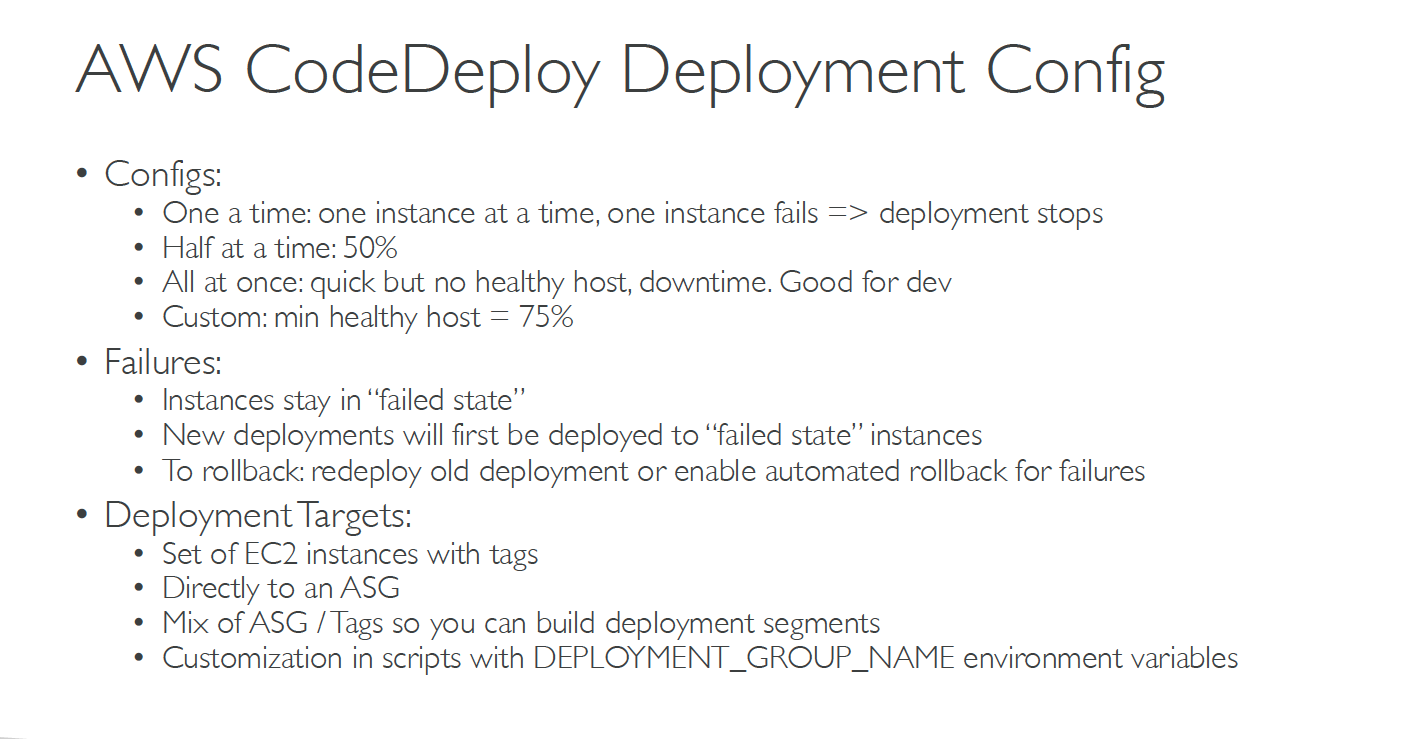 AWS CodeDeploy Deployment Config
• Configs:
• One a time: one instance at a time, one instance fails => deployment stops
• Half at a time: 50%
• All at once: quick but no healthy host, downtime. Good for dev
• Custom: min healthy host = 75%
• Failures:
• Instances stay in “failed state”
• New deployments will first be deployed to “failed state” instances
• To rollback: redeploy old deployment or enable automated rollback for failures
• Deployment Targets:
• Set of EC2 instances with tags
• Directly to an ASG
• Mix of ASG / Tags so you can build deployment segments
• Customization in scripts with DEPLOYMENT_GROUP_NAME environment variables